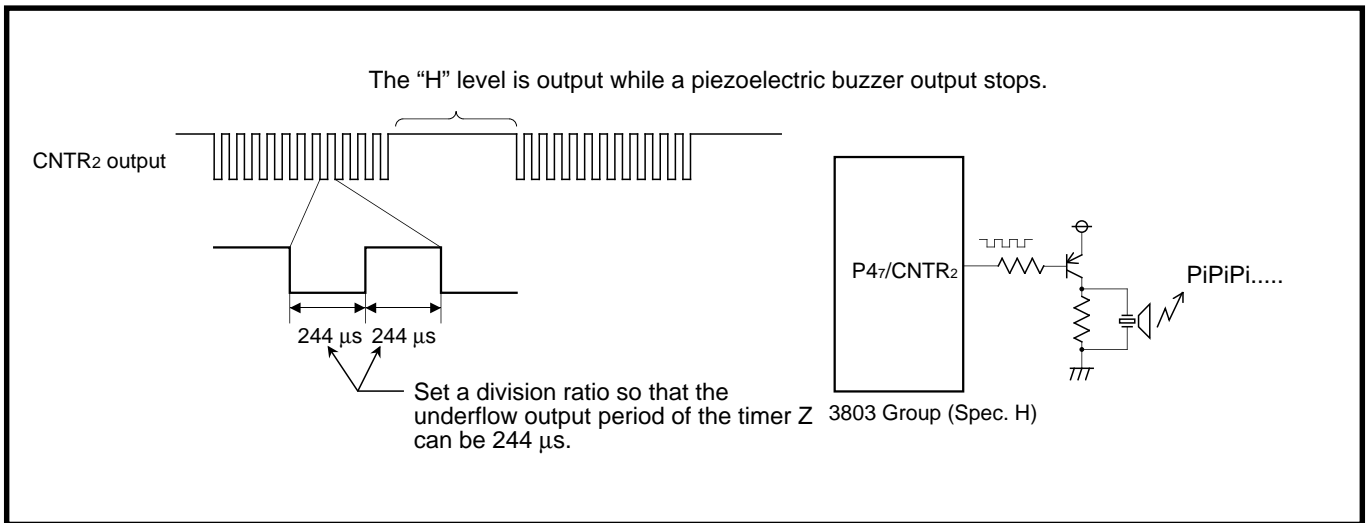 The “H” level is output while a piezoelectric buzzer output stops.
CNTR2 output
244 μs 244 μs
Set a division ratio so that the
underflow output period of the timer Z
can be 244 μs.
P47/CNTR2
PiPiPi.....
3803 Group (Spec. H)